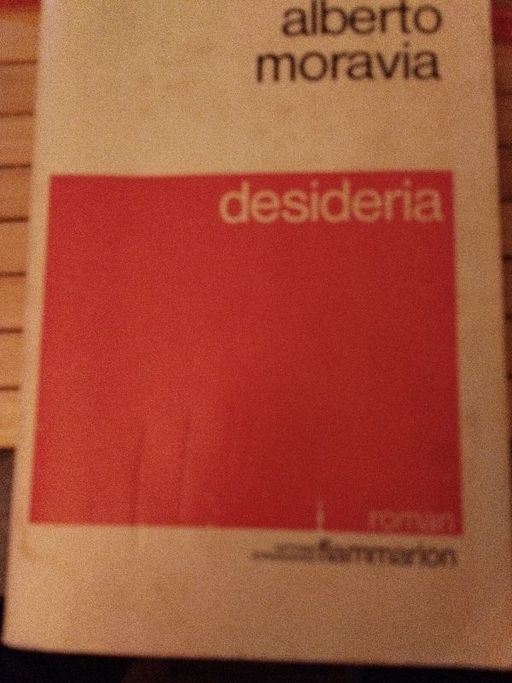 alberto
moravia
desideria
roman
flammarion